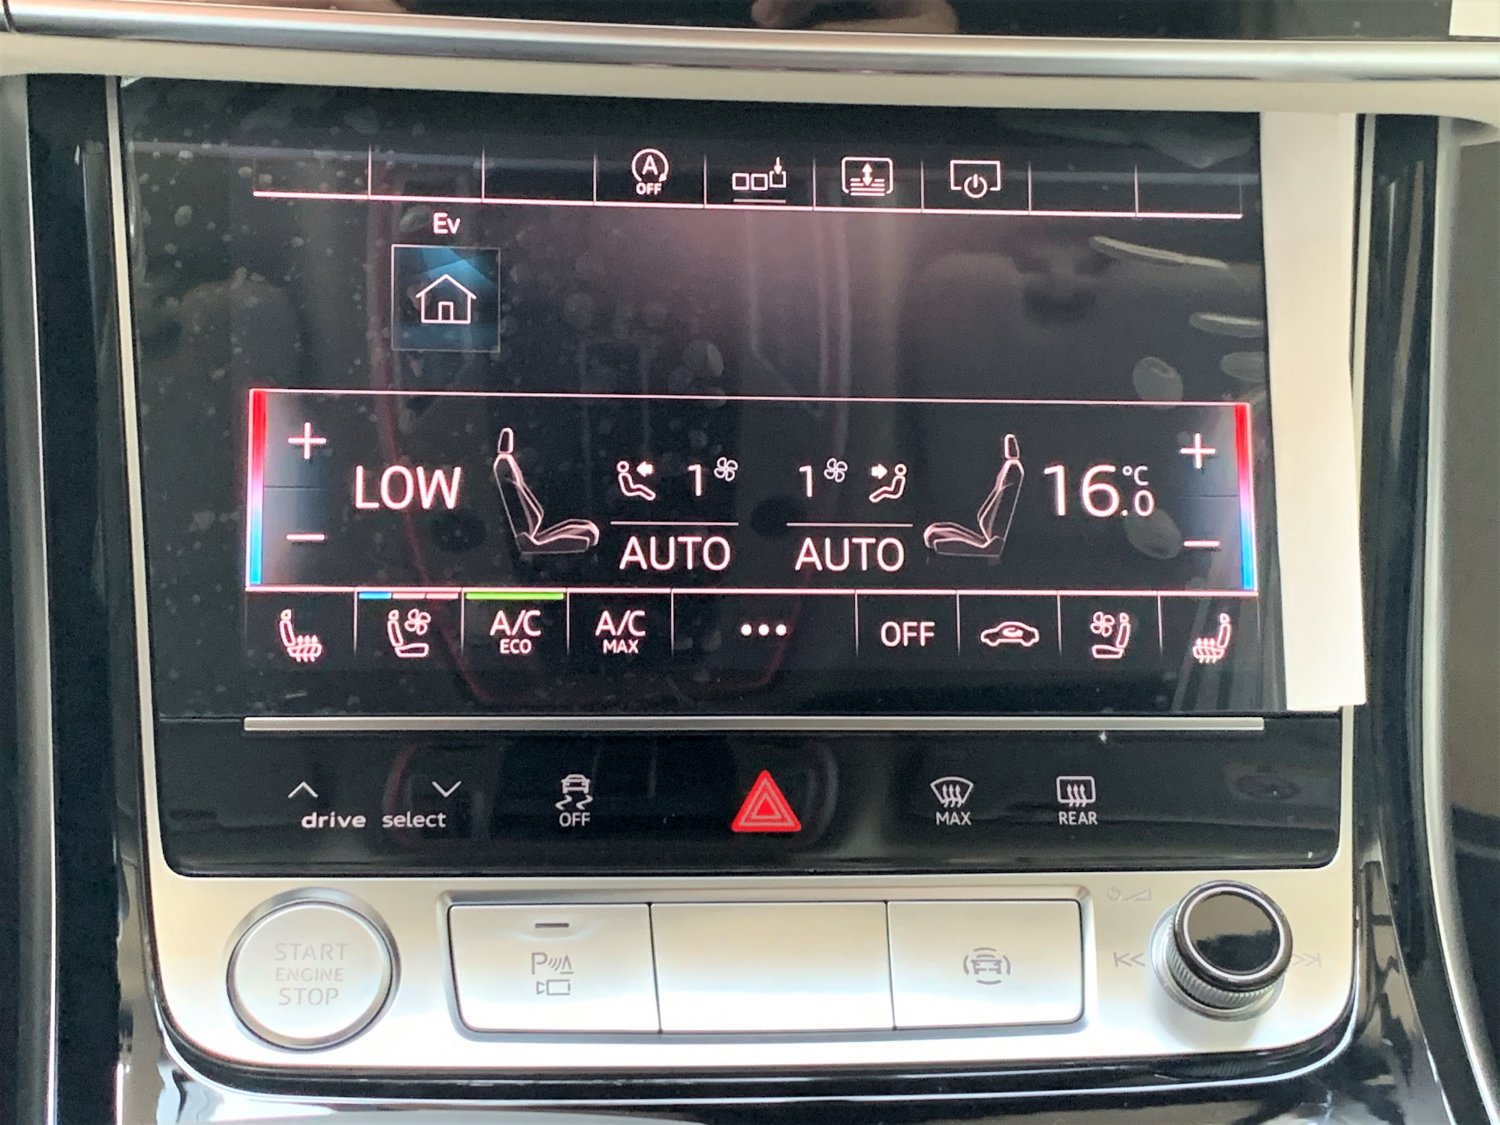 A
OFF
Ev
LOW 1 1 16.0 °C
AUTO AUTO
A/C A/C ... OFF
ECO MAX
drive select OFF MAX REAR
START
ENGINE
STOP
P